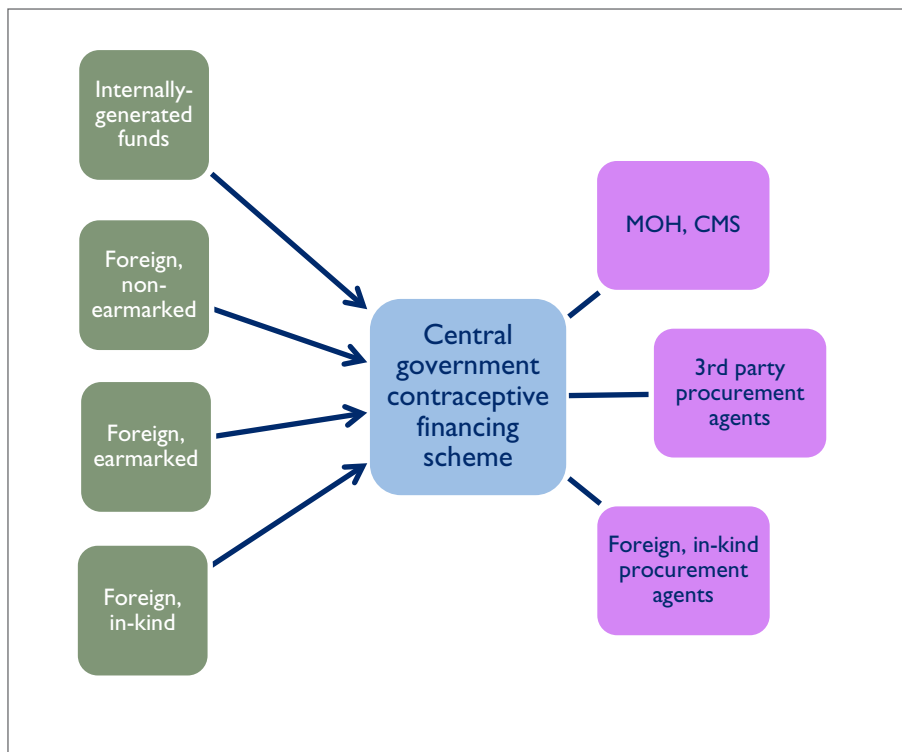 Internally-
generated
funds
Foreign,
non-
earmarked
Foreign,
earmarked
Foreign,
in-kind
Central
government
contraceptive
financing
scheme
MOH, CMS
3rd party
procurement
agents
Foreign, in-kind
procurement
agents